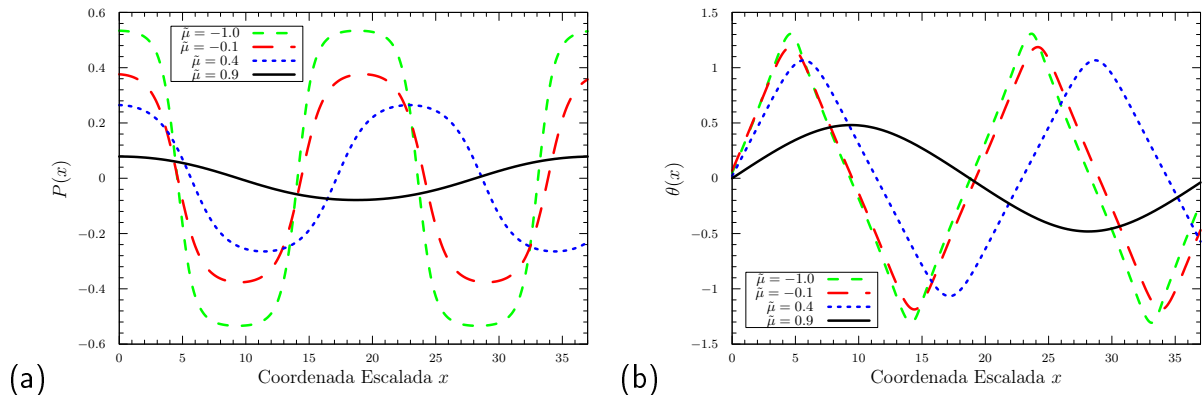 0.6
0.4
0.2
0
−0.2
−0.4
−0.6
P(x)
μ̃ = −1.0
μ̃ = −0.1
μ̃ = 0.4
μ̃ = 0.9
0 5 10 15 20 25 30 35
Coordenada Escalada x
(a)
1.5
1
0.5
0
−0.5
−1
−1.5
θ(x)
μ̃ = −1.0
μ̃ = −0.1
μ̃ = 0.4
μ̃ = 0.9
0 5 10 15 20 25 30 35
Coordenada Escalada x
(b)